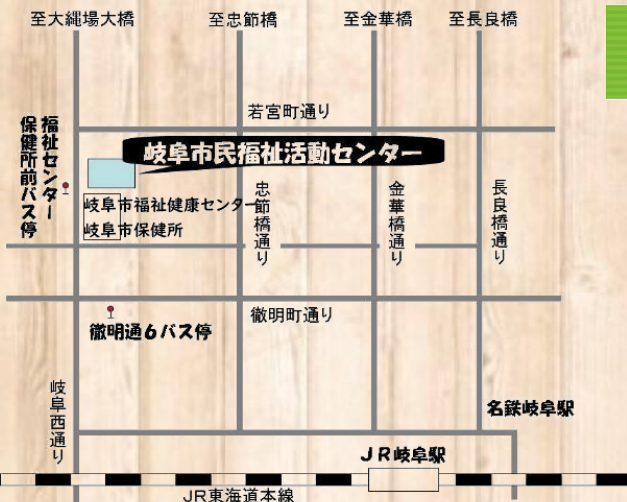 至大縄場大橋
至忠節橋
至金華橋
至長良橋
若宮町通り
岐阜市民福祉活動センター
福祉センター
保健所前バス停
岐阜市福祉健康センター
岐阜市保健所
忠節橋通り
金華橋通り
長良橋通り
徹明町通り
徹明通6バス停
岐阜西通り
名鉄岐阜駅
JR岐阜駅
JR東海道本線